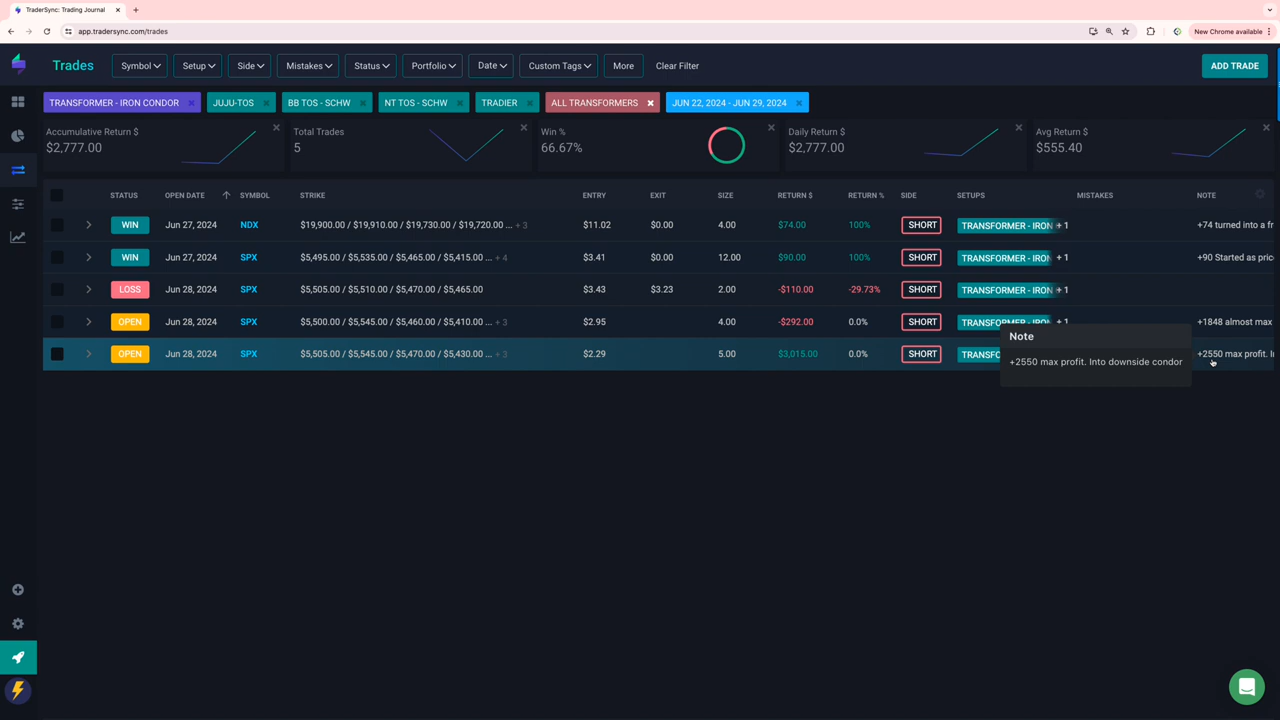 TraderSync: Trading Journal
app.tradersync.com/trades
New Chrome available
Trades
Symbol
Setup
Side
Mistakes
Status
Portfolio
Date
Custom Tags
More
Clear Filter
ADD TRADE
TRANSFORMER - IRON CONDOR
JUJU-TOS
BB TOS - SCHW
NT TOS - SCHW
TRADIER
ALL TRANSFORMERS
JUN 22, 2024 - JUN 29, 2024
Accumulative Return $
$2,777.00
Total Trades
5
Win %
66.67%
Daily Return $
$2,777.00
Avg Return $
$555.40
STATUS OPEN DATE SYMBOL STRIKE ENTRY EXIT SIZE RETURN $ RETURN % SIDE SETUPS MISTAKES NOTE
WIN Jun 27, 2024 NDX $19,900.00 / $19,910.00 / $19,730.00 / $19,720.00 ... + 3 $11.02 $0.00 4.00 $74.00 100% SHORT TRANSFORMER - IRON + 1 +74 turned into a fr
WIN Jun 27, 2024 SPX $5,495.00 / $5,535.00 / $5,465.00 / $5,415.00 ... + 4 $3.41 $0.00 12.00 $90.00 100% SHORT TRANSFORMER - IRON + 1 +90 Started as pric
LOSS Jun 28, 2024 SPX $5,505.00 / $5,510.00 / $5,470.00 / $5,465.00 $3.43 $3.23 2.00 -$110.00 -29.73% SHORT TRANSFORMER - IRON + 1
OPEN Jun 28, 2024 SPX $5,500.00 / $5,545.00 / $5,460.00 / $5,410.00 ... + 3 $2.95 4.00 -$292.00 0.0% SHORT TRANSFORMER - IRON + 1 +1848 almost max
OPEN Jun 28, 2024 SPX $5,505.00 / $5,545.00 / $5,470.00 / $5,430.00 ... + 3 $2.29 5.00 $3,015.00 0.0% SHORT TRANSFO +2550 max profit. I
Note
+2550 max profit. Into downside condor